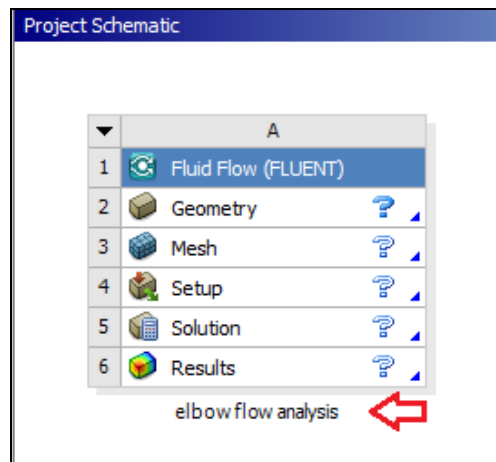 Project Schematic
A
1 Fluid Flow (FLUENT)
2 Geometry ?
3 Mesh ?
4 Setup ?
5 Solution ?
6 Results ?
elbow flow analysis